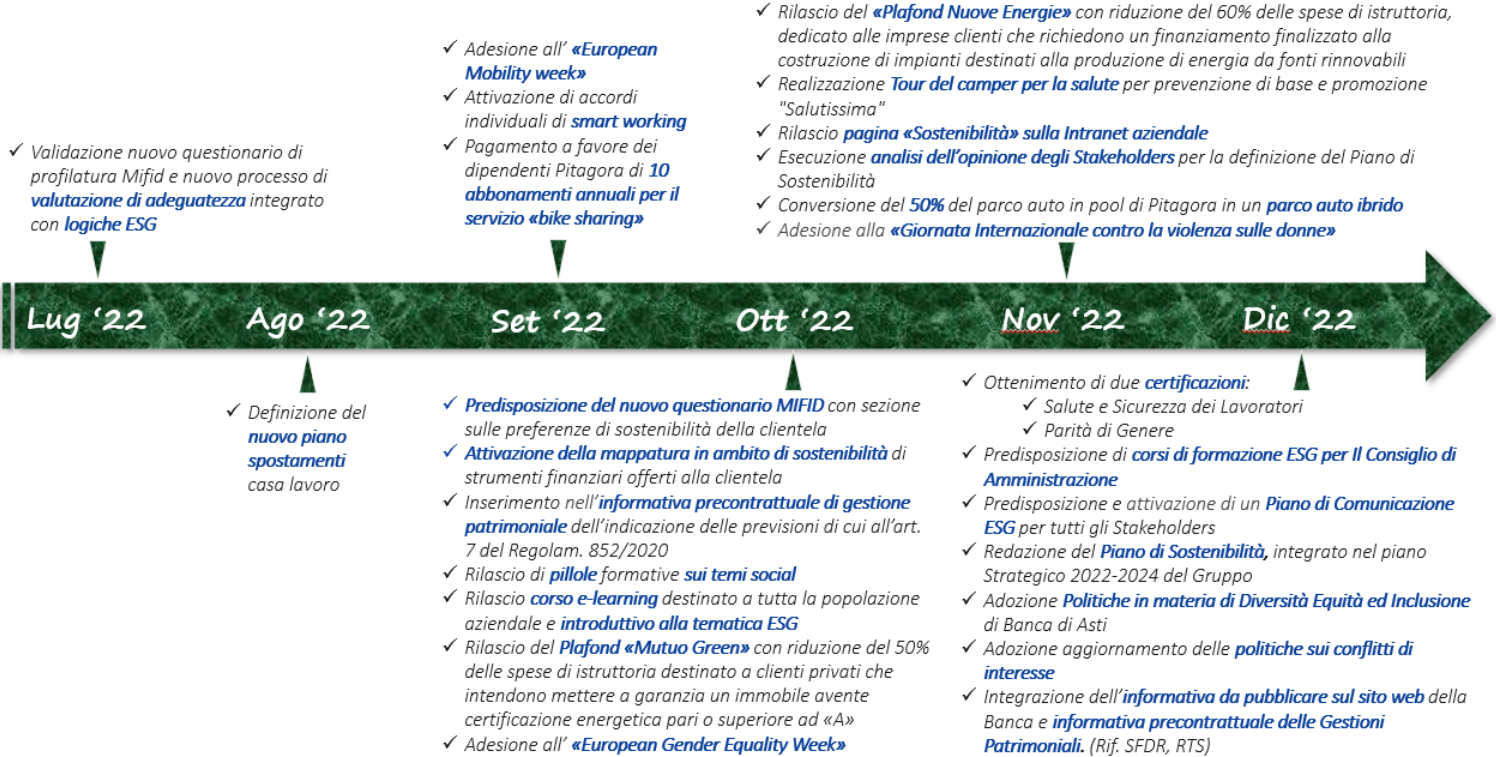 ✓ Validazione nuovo questionario di
profilatura Mifid e nuovo processo di
valutazione di adeguatezza integrato
con logiche ESG
✓ Adesione all’ «European
Mobility week»
✓ Attivazione di accordi
individuali di smart working
✓ Pagamento a favore dei
dipendenti Pitagora di 10
abbonamenti annuali per il
servizio «bike sharing»
✓ Rilascio del «Plafond Nuove Energie» con riduzione del 60% delle spese di istruttoria,
dedicato alle imprese clienti che richiedono un finanziamento finalizzato alla
costruzione di impianti destinati alla produzione di energia da fonti rinnovabili
✓ Realizzazione Tour del camper per la salute per prevenzione di base e promozione
"Salutissima"
✓ Rilascio pagina «Sostenibilità» sulla Intranet aziendale
✓ Esecuzione analisi dell’opinione degli Stakeholders per la definizione del Piano di
Sostenibilità
✓ Conversione del 50% del parco auto in pool di Pitagora in un parco auto ibrido
✓ Adesione alla «Giornata Internazionale contro la violenza sulle donne»
Lug ‘22
Ago ‘22
Set ‘22
Ott ‘22
Nov ‘22
Dic ‘22
✓ Definizione del
nuovo piano
spostamenti
casa lavoro
✓ Predisposizione del nuovo questionario MIFID con sezione
sulle preferenze di sostenibilità della clientela
✓ Attivazione della mappatura in ambito di sostenibilità di
strumenti finanziari offerti alla clientela
✓ Inserimento nell’informativa precontrattuale di gestione
patrimoniale dell’indicazione delle previsioni di cui all’art.
7 del Regolam. 852/2020
✓ Rilascio di pillole formative sui temi social
✓ Rilascio corso e-learning destinato a tutta la popolazione
aziendale e introduttivo alla tematica ESG
✓ Rilascio del Plafond «Mutuo Green» con riduzione del 50%
delle spese di istruttoria destinato a clienti privati che
intendono mettere a garanzia un immobile avente
certificazione energetica pari o superiore ad «A»
✓ Adesione all’ «European Gender Equality Week»
✓ Ottenimento di due certificazioni:
✓ Salute e Sicurezza dei Lavoratori
✓ Parità di Genere
✓ Predisposizione di corsi di formazione ESG per Il Consiglio di
Amministrazione
✓ Predisposizione e attivazione di un Piano di Comunicazione
ESG per tutti gli Stakeholders
✓ Redazione del Piano di Sostenibilità, integrato nel piano
Strategico 2022-2024 del Gruppo
✓ Adozione Politiche in materia di Diversità Equità ed Inclusione
di Banca di Asti
✓ Adozione aggiornamento delle politiche sui conflitti di
interesse
✓ Integrazione dell’informativa da pubblicare sul sito web della
Banca e informativa precontrattuale delle Gestioni
Patrimoniali. (Rif. SFDR, RTS)